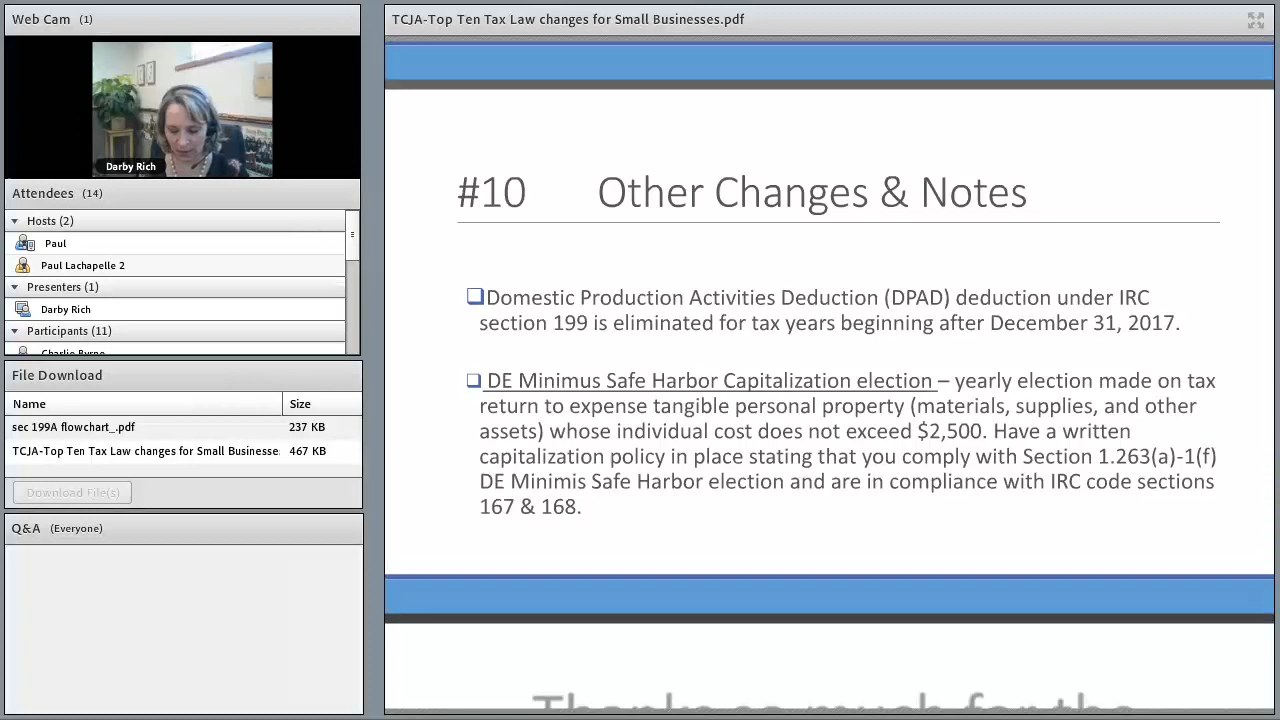 Web Cam (1)
Darby Rich
Attendees (14)
Hosts (2)
Paul
Paul Lachapelle 2
Presenters (1)
Darby Rich
Participants (11)
Charlie Byrne
File Download
Name Size
sec 199A flowchart_.pdf 237 KB
TCJA-Top Ten Tax Law changes for Small Businesse: 467 KB
Download File(s)
Q&A (Everyone)
TCJA-Top Ten Tax Law changes for Small Businesses.pdf
#10 Other Changes & Notes
Domestic Production Activities Deduction (DPAD) deduction under IRC
section 199 is eliminated for tax years beginning after December 31, 2017.
DE Minimus Safe Harbor Capitalization election – yearly election made on tax
return to expense tangible personal property (materials, supplies, and other
assets) whose individual cost does not exceed $2,500. Have a written
capitalization policy in place stating that you comply with Section 1.263(a)-1(f)
DE Minimis Safe Harbor election and are in compliance with IRC code sections
167 & 168.
Thanks so much for the